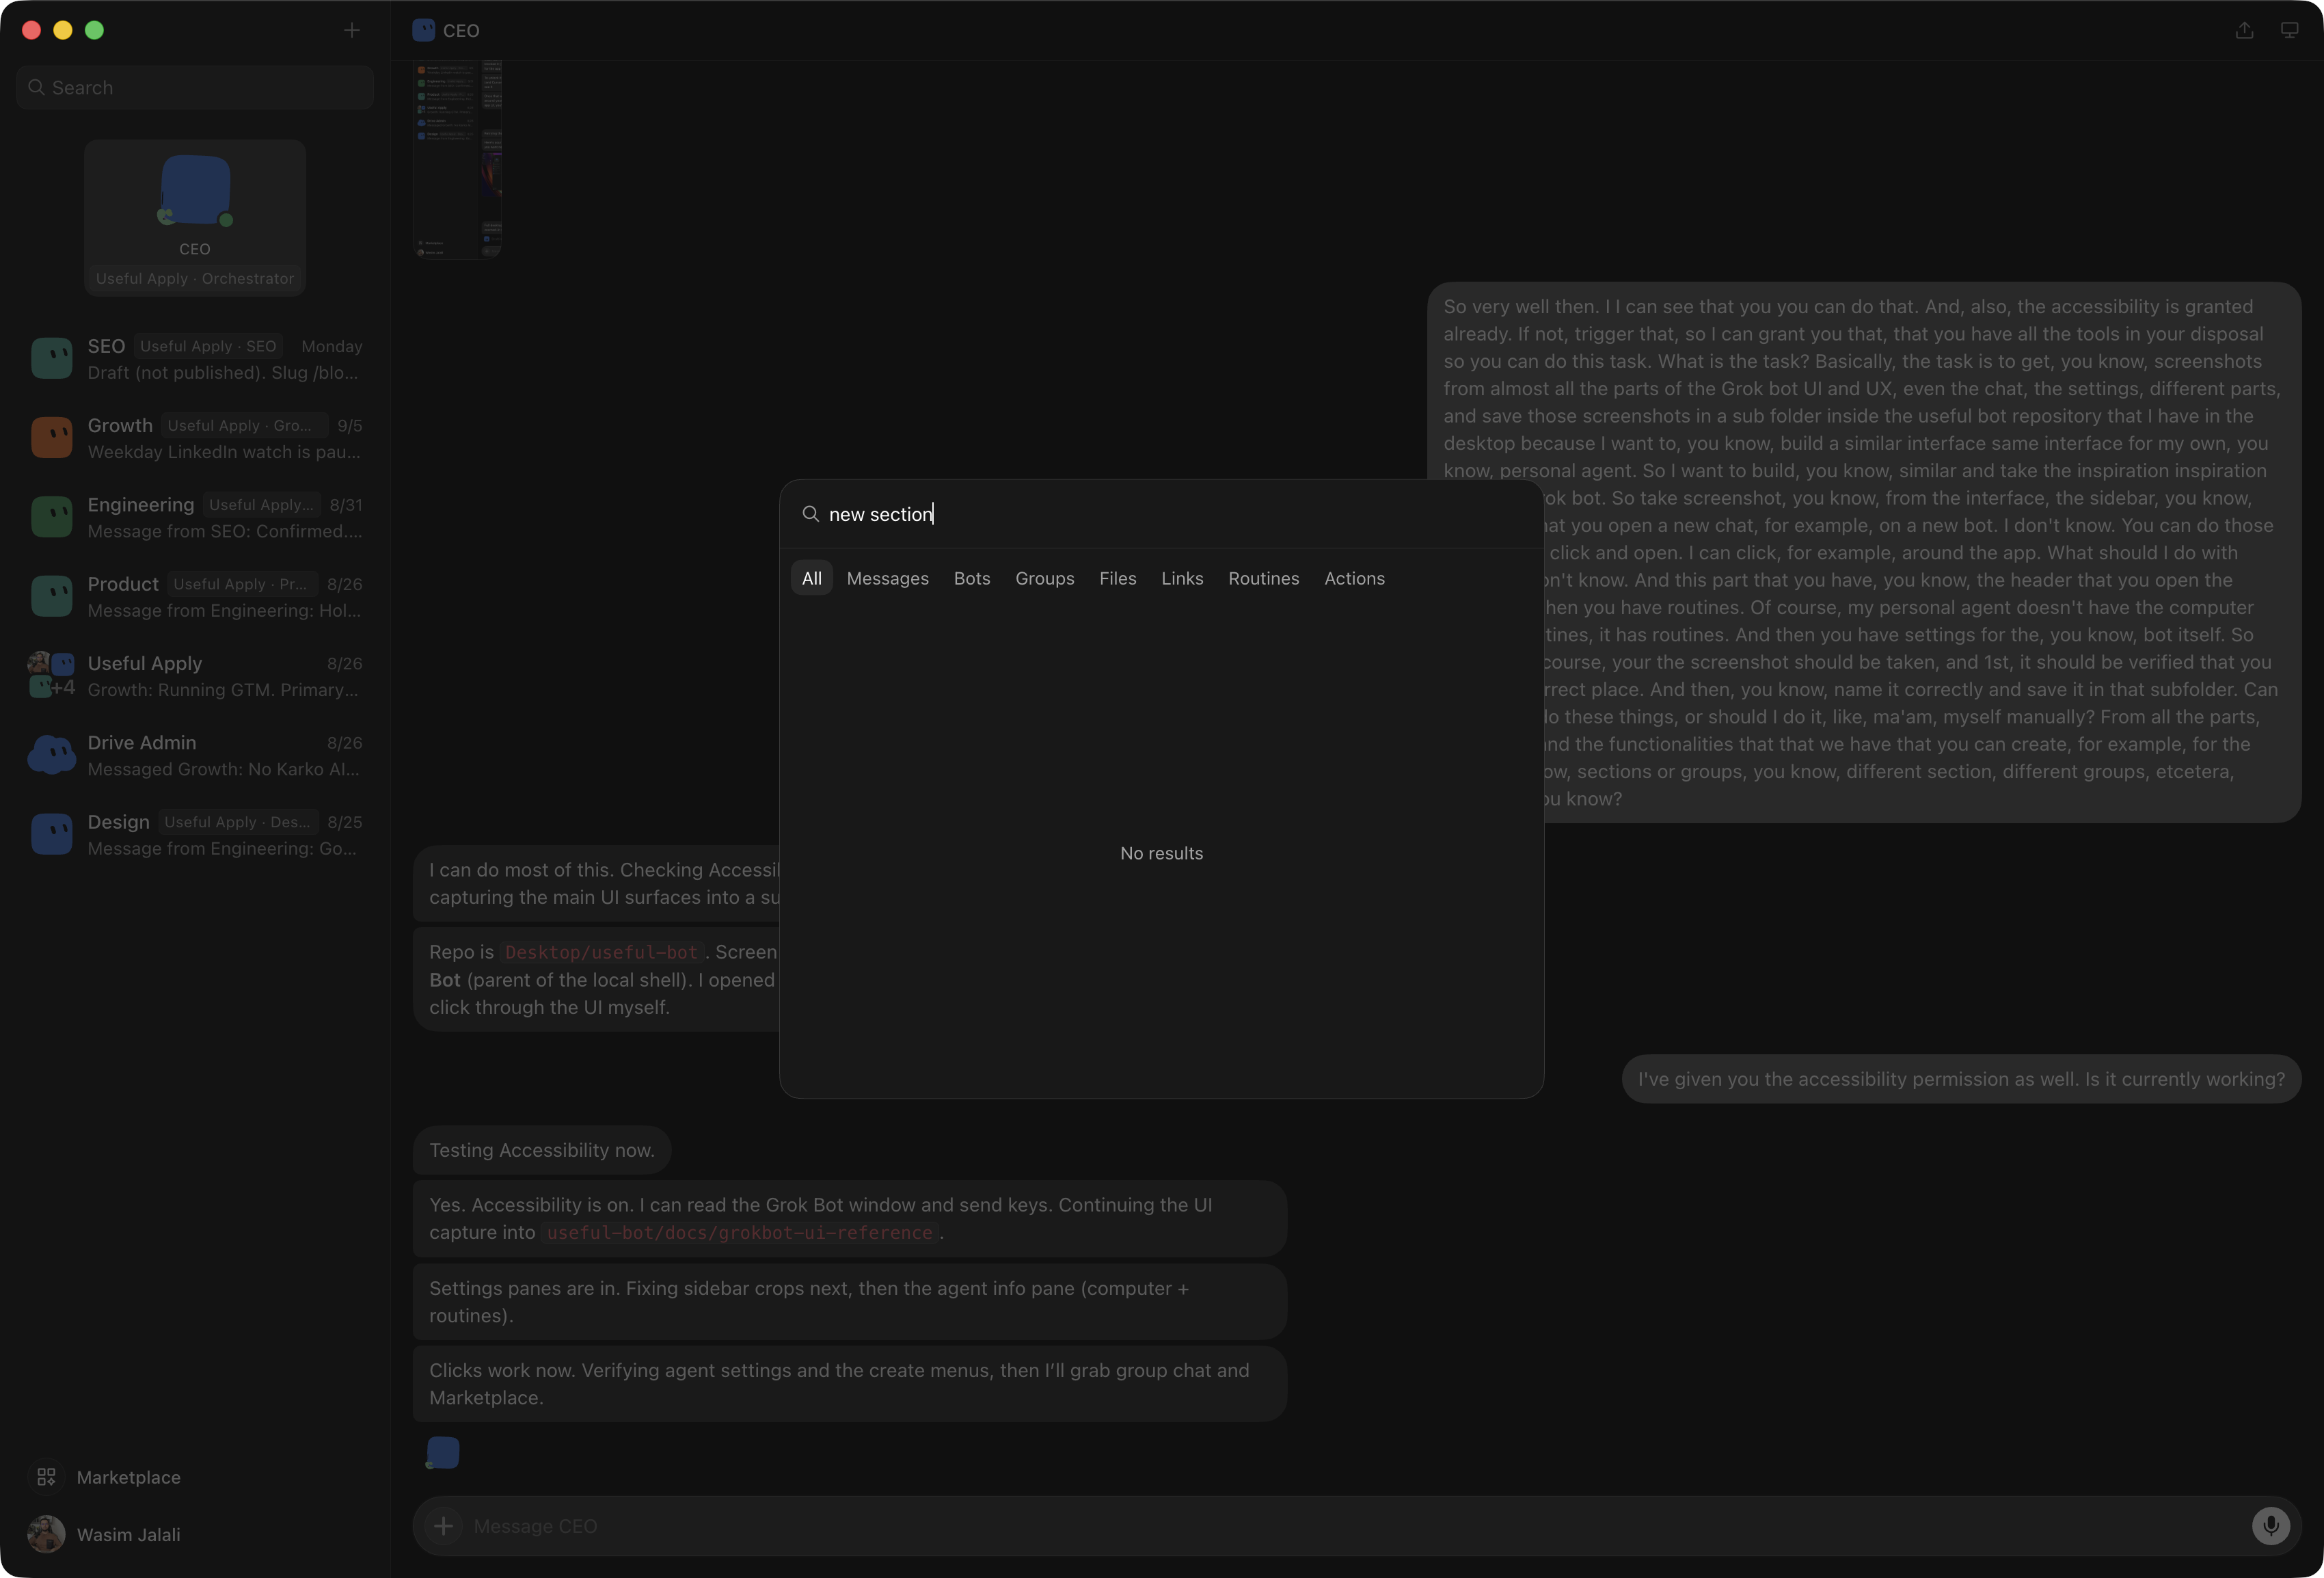 CEO
Search
CEO
Useful Apply · Orchestrator
SEO Useful Apply · SEO Monday
Draft (not published). Slug /blo...
Growth Useful Apply · Gro... 9/5
Weekday LinkedIn watch is pau...
Engineering Useful Apply... 8/31
Message from SEO: Confirmed....
Product Useful Apply · Pr... 8/26
Message from Engineering: Hol...
Useful Apply 8/26
+4
Growth: Running GTM. Primary...
Drive Admin 8/26
Messaged Growth: No Karko AI...
Design Useful Apply · Des... 8/25
Message from Engineering: Go...
Marketplace
Wasim Jalali
So very well then. I I can see that you you can do that. And, also, the accessibility is granted
already. If not, trigger that, so I can grant you that, that you have all the tools in your disposal
so you can do this task. What is the task? Basically, the task is to get, you know, screenshots
from almost all the parts of the Grok bot UI and UX, even the chat, the settings, different parts,
and save those screenshots in a sub folder inside the useful bot repository that I have in the
desktop because I want to, you know, build a similar interface same interface for my own, you
know, personal agent. So I want to build, you know, similar and take the inspiration inspiration
ok bot. So take screenshot, you know, from the interface, the sidebar, you know,
at you open a new chat, for example, on a new bot. I don't know. You can do those
click and open. I can click, for example, around the app. What should I do with
n't know. And this part that you have, you know, the header that you open the
hen you have routines. Of course, my personal agent doesn't have the computer
tines, it has routines. And then you have settings for the, you know, bot itself. So
course, your the screenshot should be taken, and 1st, it should be verified that you
rrect place. And then, you know, name it correctly and save it in that subfolder. Can
o these things, or should I do it, like, ma'am, myself manually? From all the parts,
nd the functionalities that that we have that you can create, for example, for the
ow, sections or groups, you know, different section, different groups, etcetera,
ou know?
new section
All Messages Bots Groups Files Links Routines Actions
No results
I can do most of this. Checking Accessi
capturing the main UI surfaces into a su
Repo is Desktop/useful-bot. Screen
Bot (parent of the local shell). I opened
click through the UI myself.
I've given you the accessibility permission as well. Is it currently working?
Testing Accessibility now.
Yes. Accessibility is on. I can read the Grok Bot window and send keys. Continuing the UI
capture into useful-bot/docs/grokbot-ui-reference.
Settings panes are in. Fixing sidebar crops next, then the agent info pane (computer +
routines).
Clicks work now. Verifying agent settings and the create menus, then I'll grab group chat and
Marketplace.
Message CEO